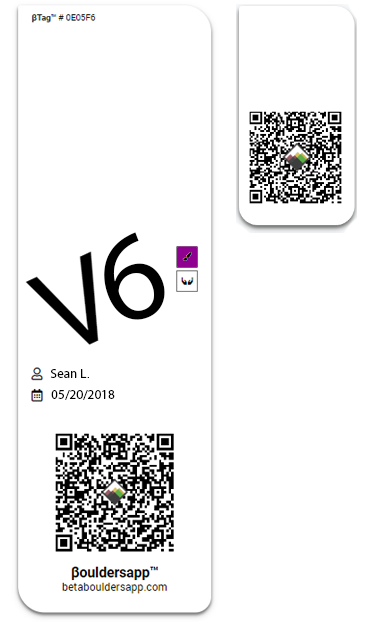 βTag™ # 0E05F6
V6
Sean L.
05/20/2018
βouldersapp™
betabouldersapp.com